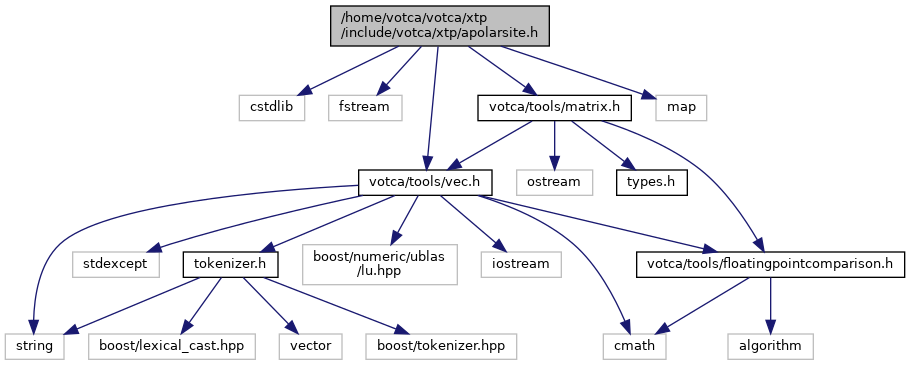 /home/votca/votca/xtp
/include/votca/xtp/apolarsite.h
cstdlib
fstream
votca/tools/matrix.h
map
votca/tools/vec.h
ostream
types.h
stdexcept
tokenizer.h
boost/numeric/ublas
/lu.hpp
iostream
votca/tools/floatingpointcomparison.h
string
boost/lexical_cast.hpp
vector
boost/tokenizer.hpp
cmath
algorithm